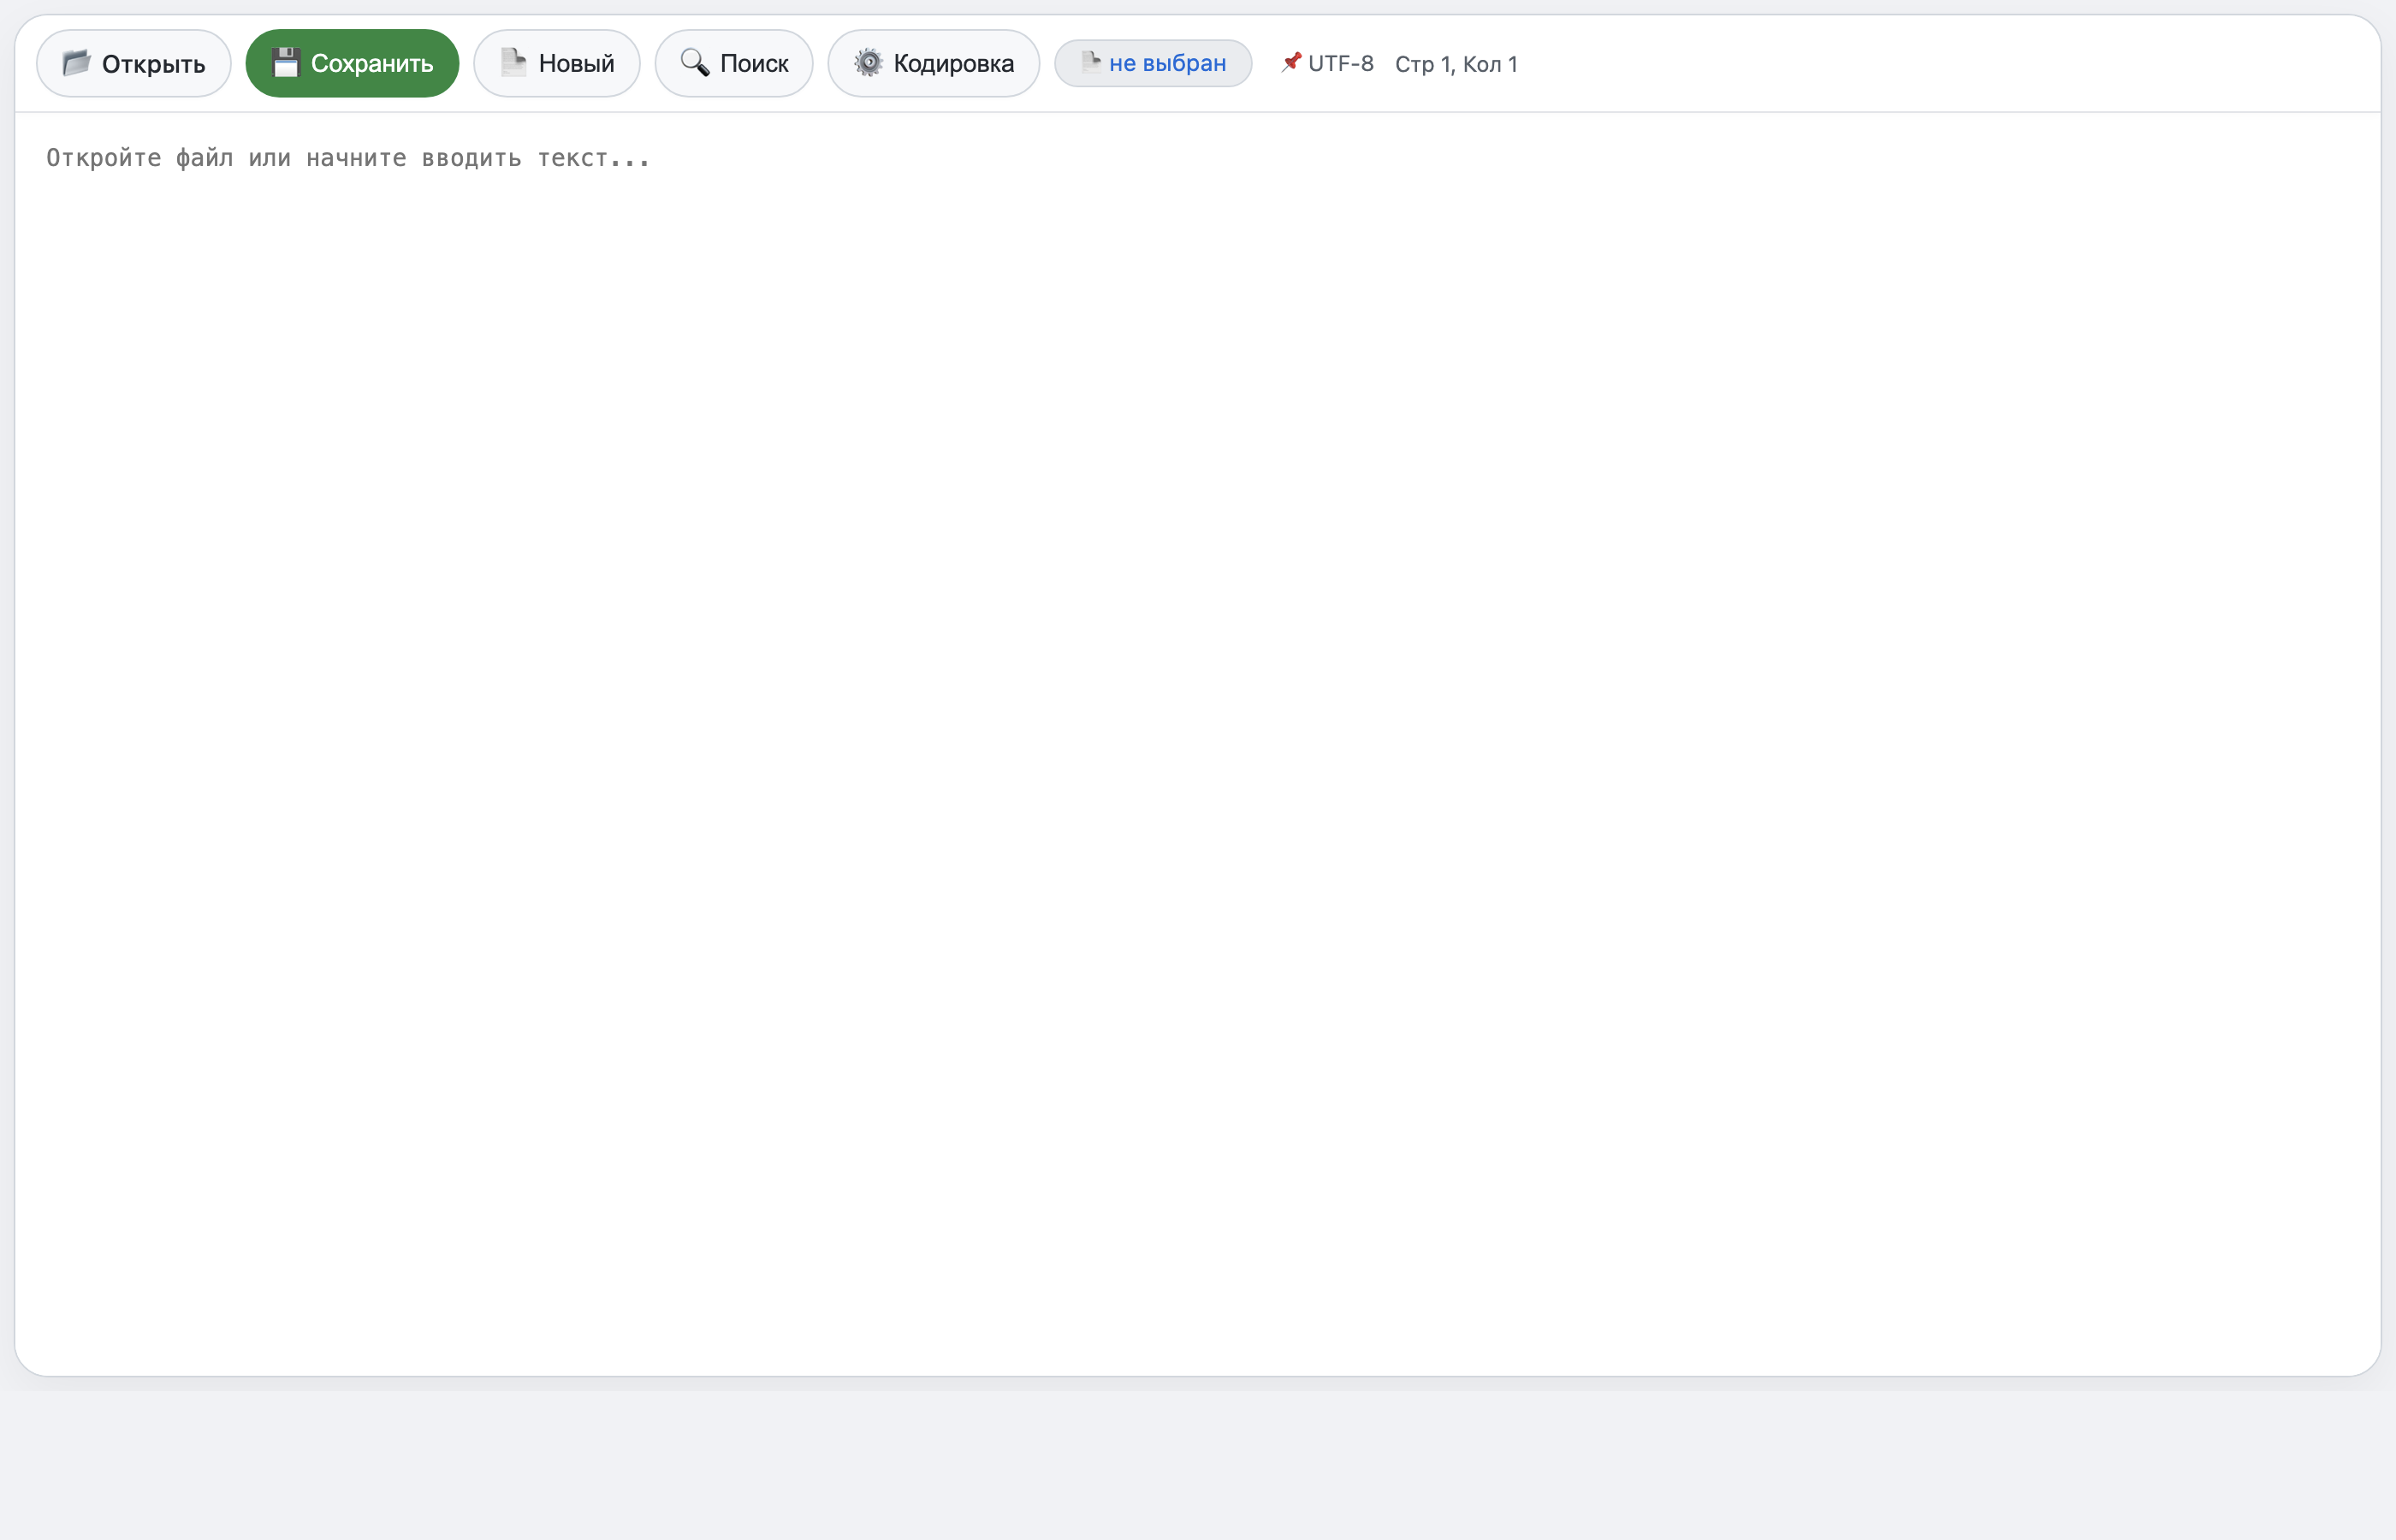 Открыть Сохранить Новый Поиск Кодировка не выбран UTF-8 Стр 1, Кол 1
Откройте файл или начните вводить текст...